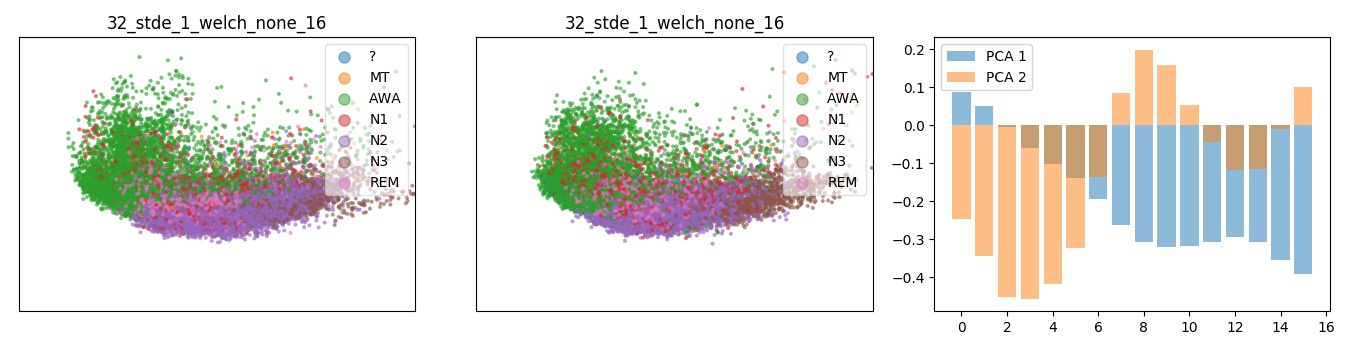 32_stde_1_welch_none_16
?
MT
AWA
N1
N2
N3
REM
32_stde_1_welch_none_16
?
MT
AWA
N1
N2
N3
REM
PCA 1
PCA 2
0.2
0.1
0.0
−0.1
−0.2
−0.3
−0.4
0 2 4 6 8 10 12 14 16